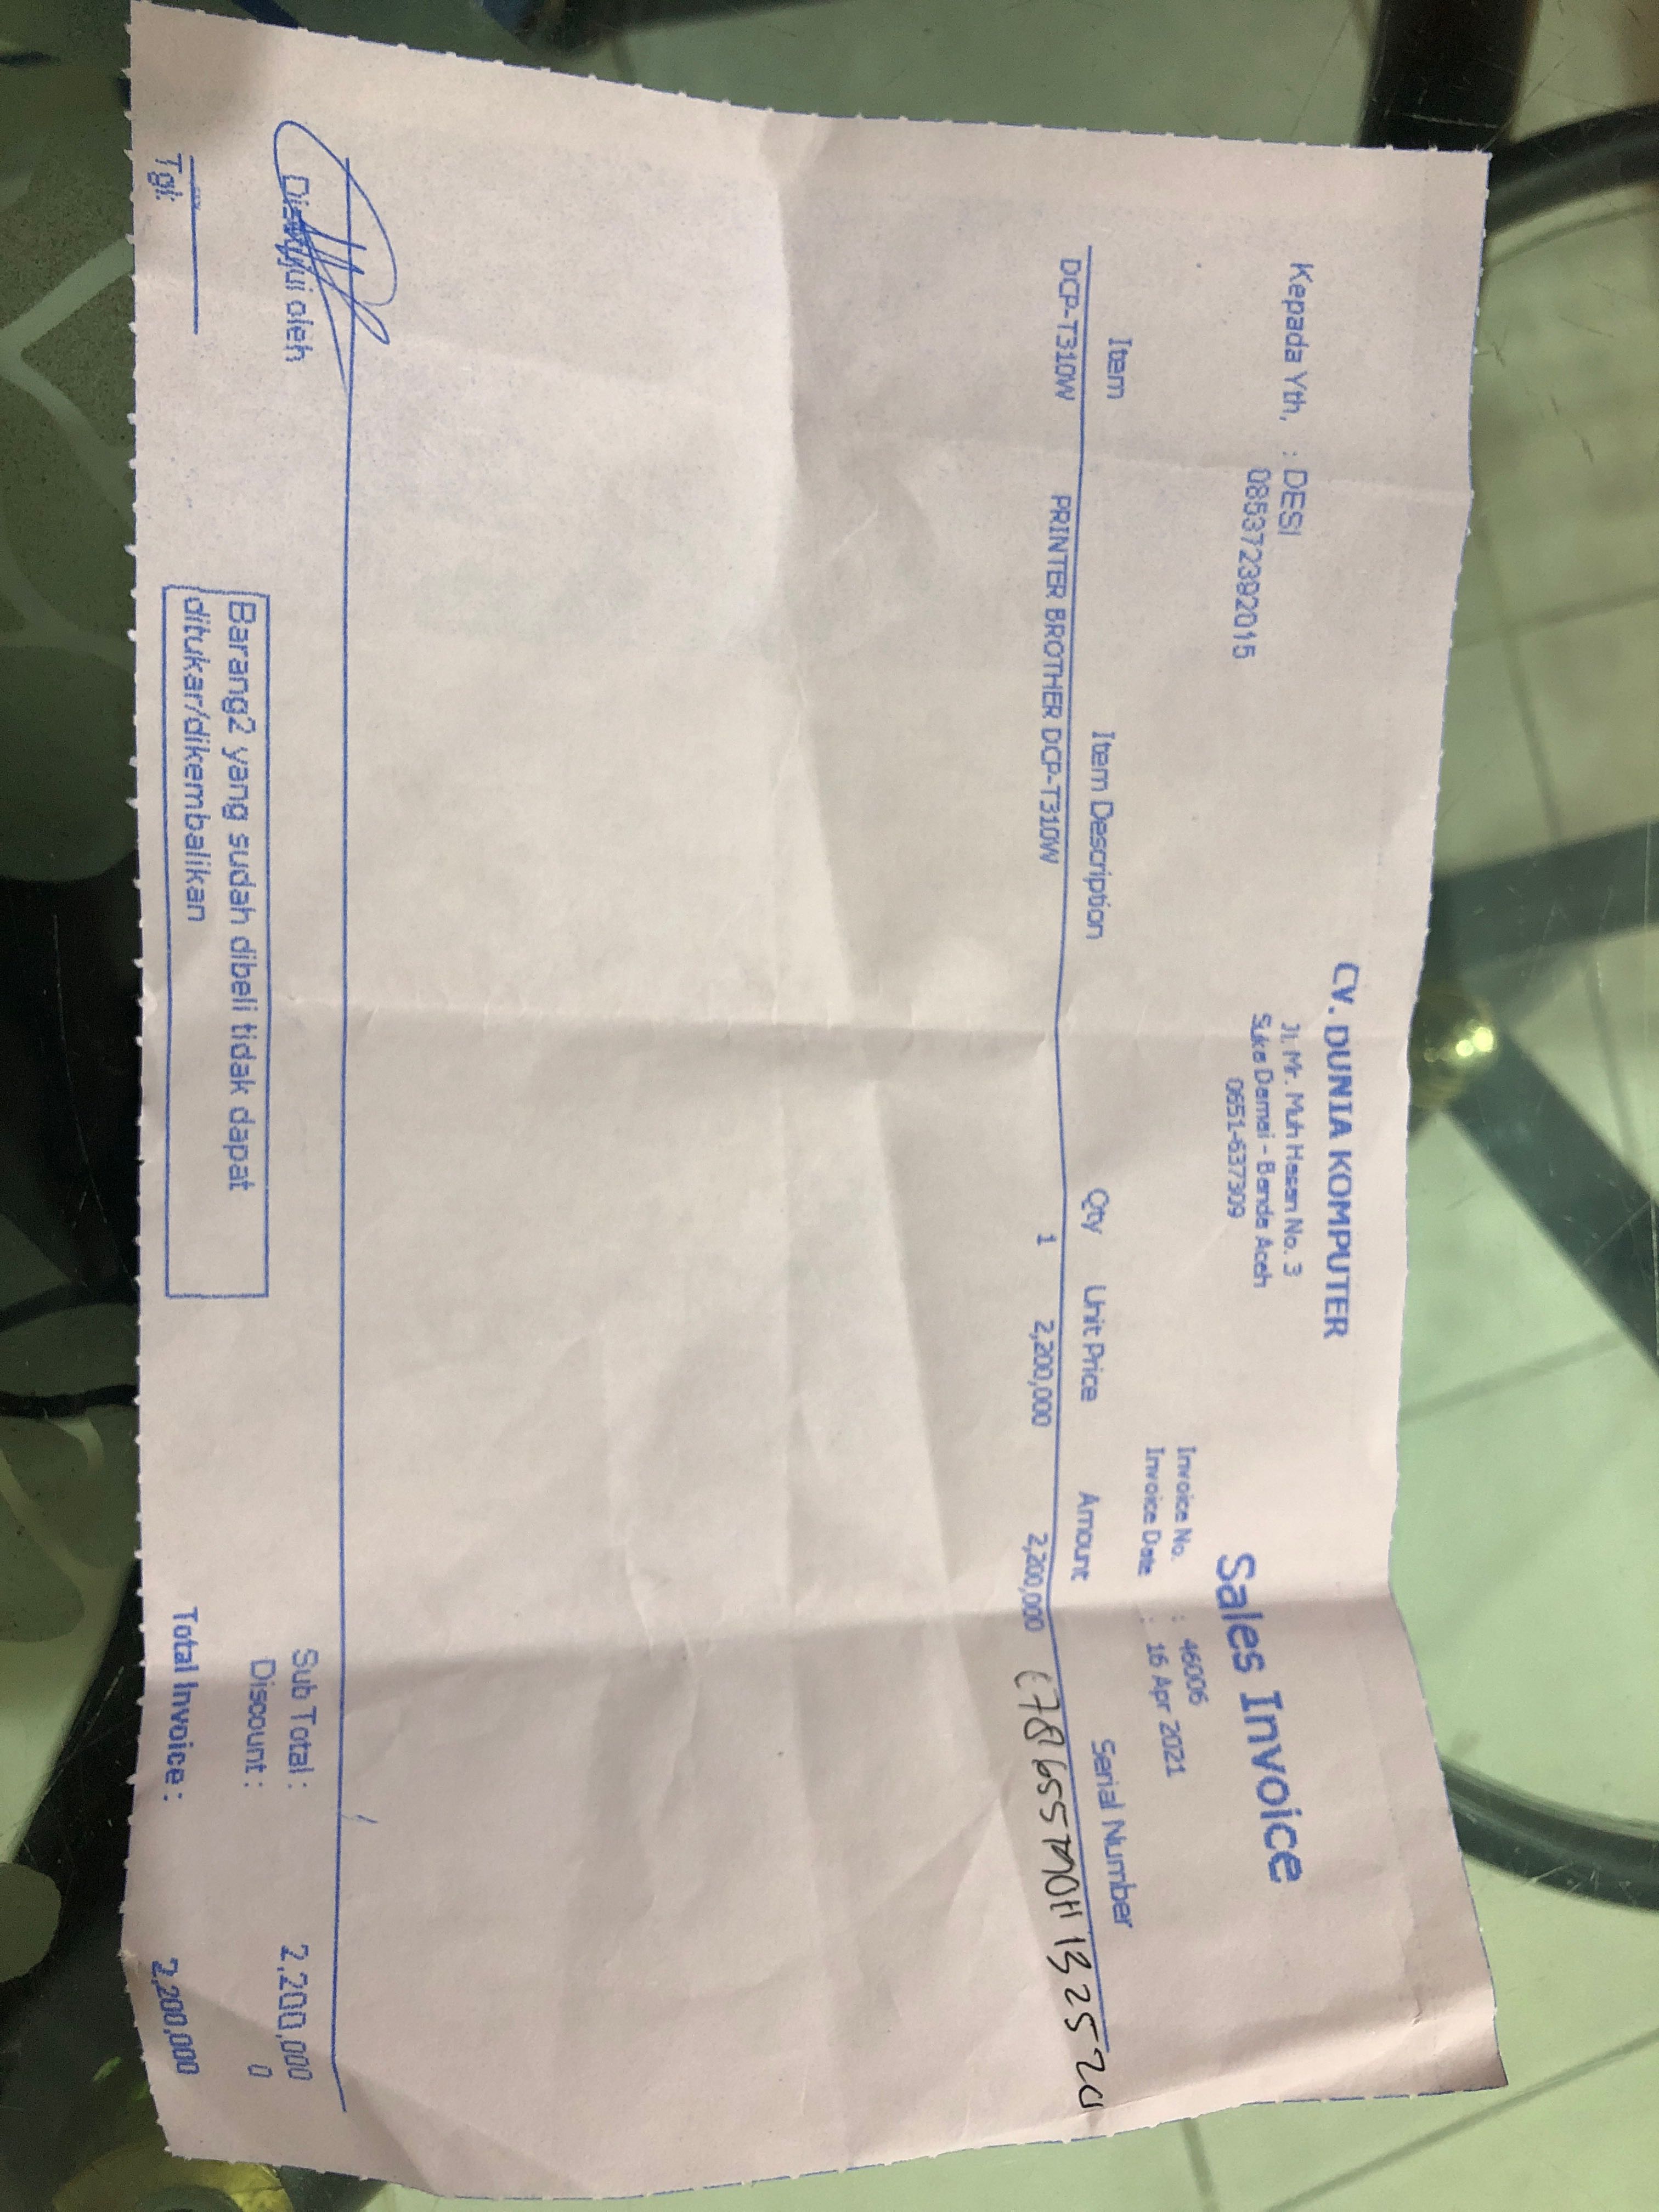 CV. DUNIA KOMPUTER
Jl. Mr. Muh Hasan No. 3
Suka Damai - Banda Aceh
0651-637309
Sales Invoice
Kepada Yth, : DESI
085372392015
Invoice No. : 46006
Invoice Date : 16 Apr 2021
Item Item Description Qty Unit Price Amount Serial Number
DCP-T310W PRINTER BROTHER DCP-T310W 1 2,200,000 2,200,000
Disetujui oleh
Tgl:
Barang2 yang sudah dibeli tidak dapat
ditukar/dikembalikan
Sub Total : 2,200,000
Discount : 0
Total Invoice : 2,200,000